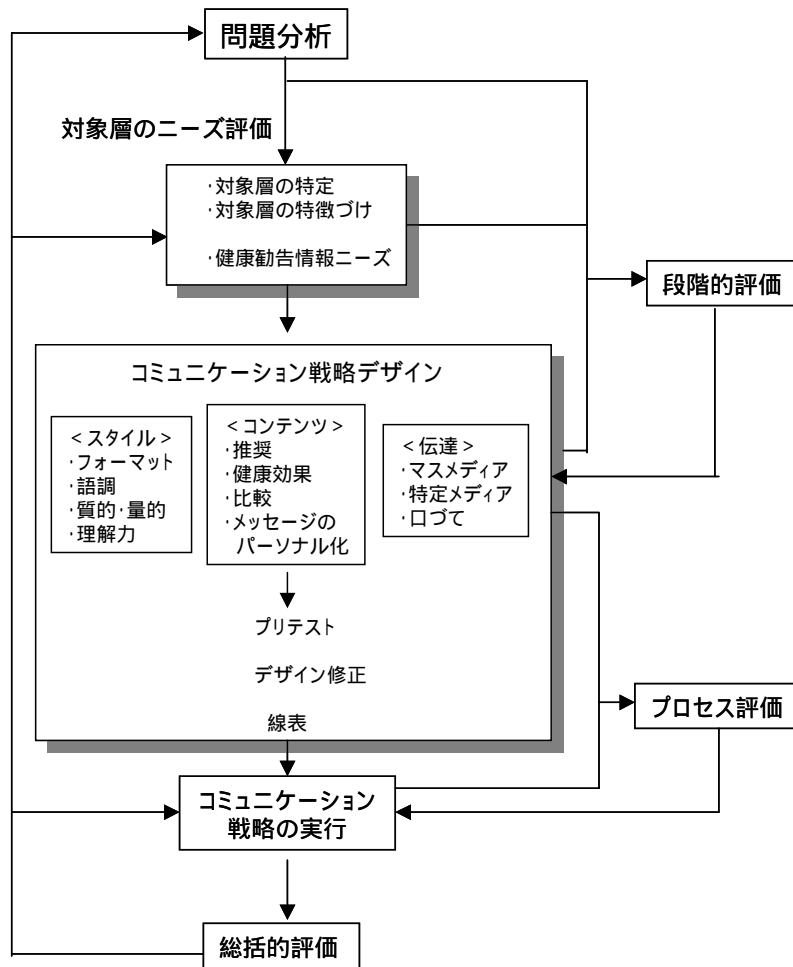 問題分析
対象層のニーズ評価
･対象層の特定
･対象層の特徴づけ
･健康勧告情報ニーズ
段階的評価
コミュニケーション戦略デザイン
＜スタイル＞
･フォーマット
･語調
･質的･量的
･理解力
＜コンテンツ＞
･推奨
･健康効果
･比較
･メッセージの
パーソナル化
＜伝達＞
･マスメディア
･特定メディア
･口づて
プリテスト
デザイン修正
線表
プロセス評価
コミュニケーション
戦略の実行
総括的評価